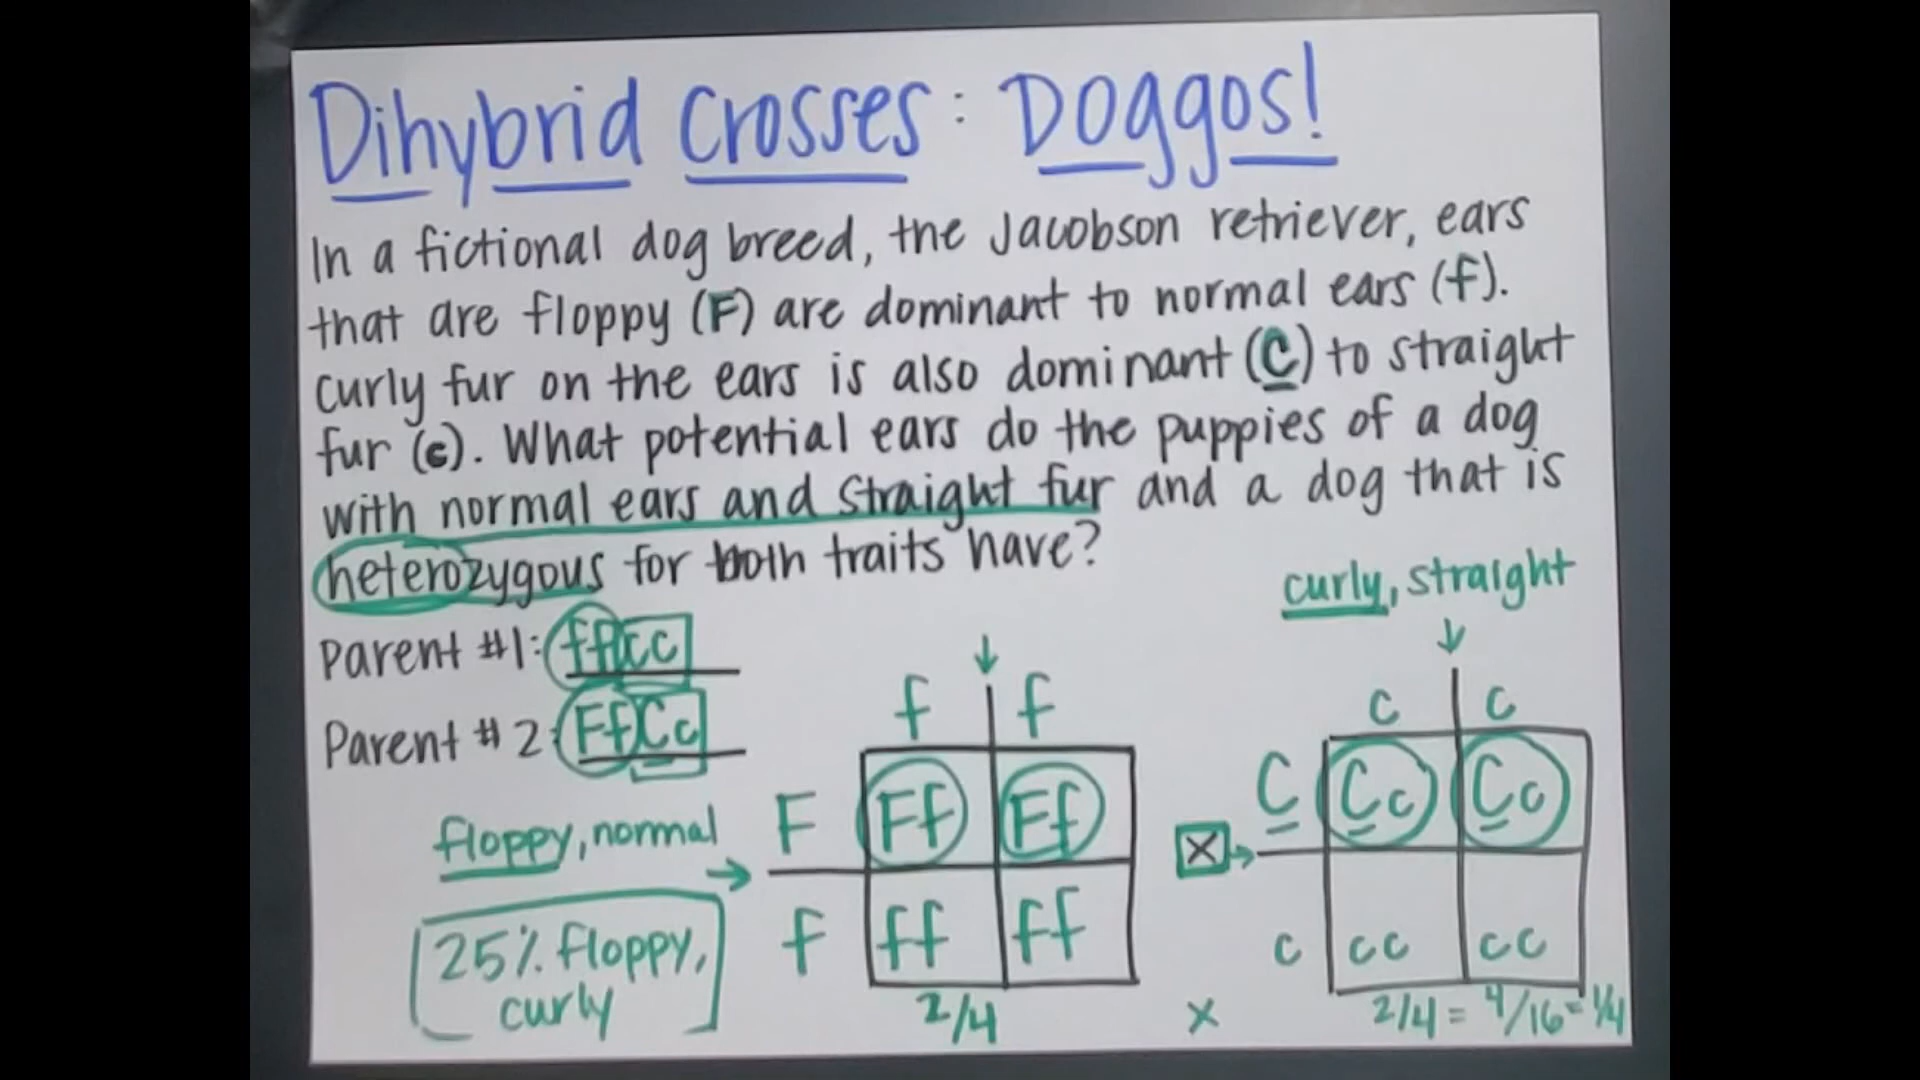 Dihybrid Crosses: Doggos!
In a fictional dog breed, the Jacobson retriever, ears
that are floppy (F) are dominant to normal ears (f).
curly fur on the ears is also dominant (C) to straight
fur (c). What potential ears do the puppies of a dog
with normal ears and straight fur and a dog that is
heterozygous for both traits have?
curly, straight
Parent #1: ffcc
Parent #2: FfCc
floppy, normal
25% floppy,
curly
f f
F Ff Ff
f ff ff
2/4
X
x
c c
C Cc Cc
c cc cc
2/4 = 4/16 = 1/4